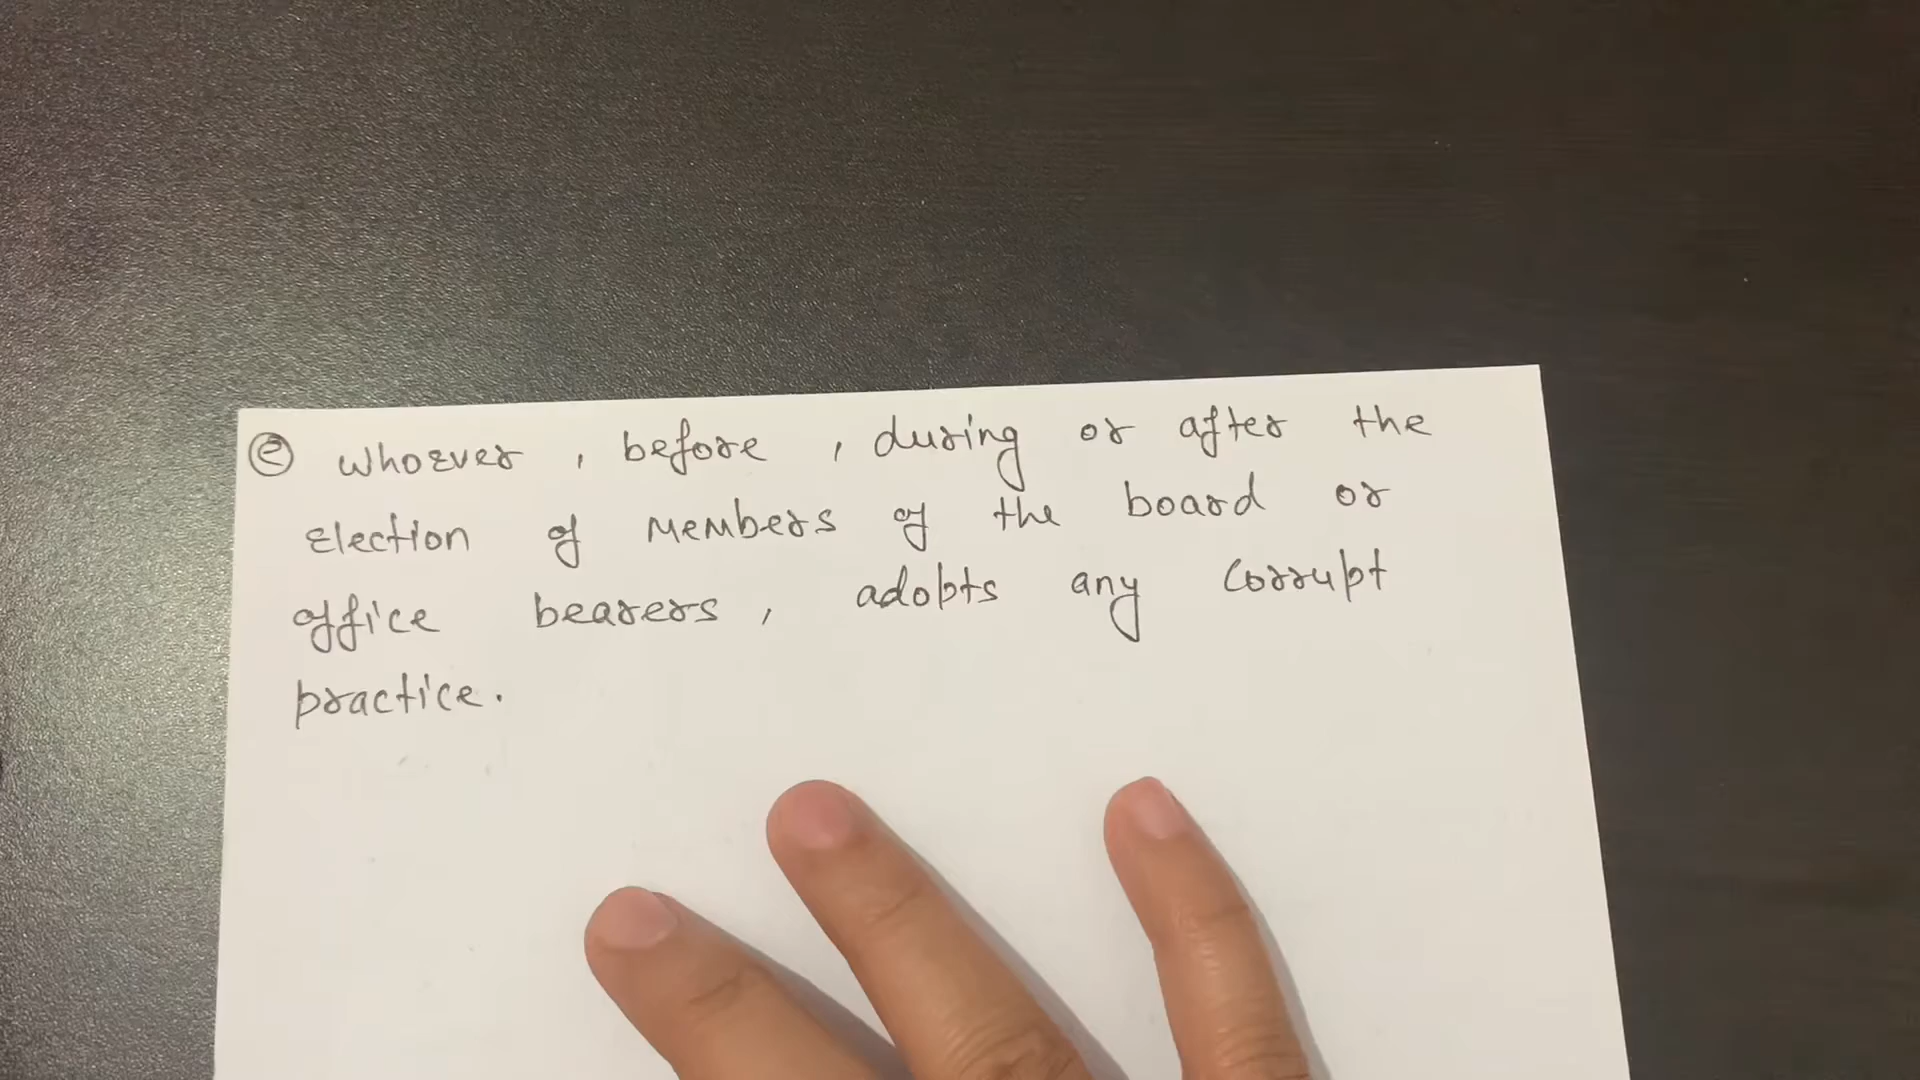 ⓔ whoever , before , during or after the
Election of Members of the board or
office bearers , adopts any corrupt
practice.